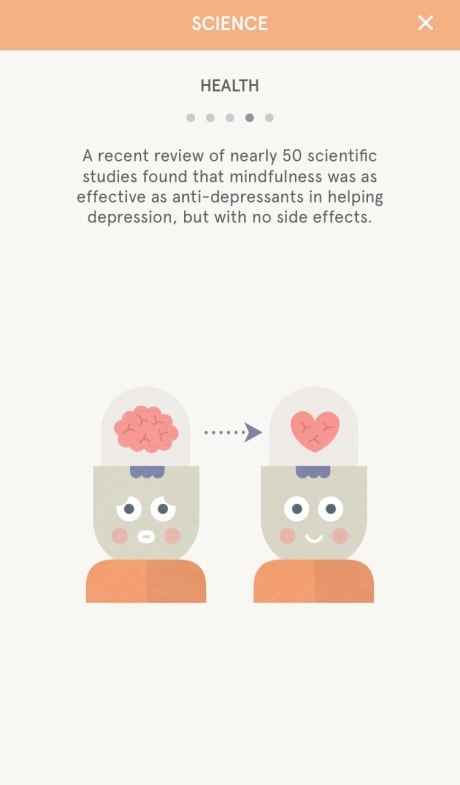 SCIENCE
HEALTH
A recent review of nearly 50 scientific
studies found that mindfulness was as
effective as anti-depressants in helping
depression, but with no side effects.